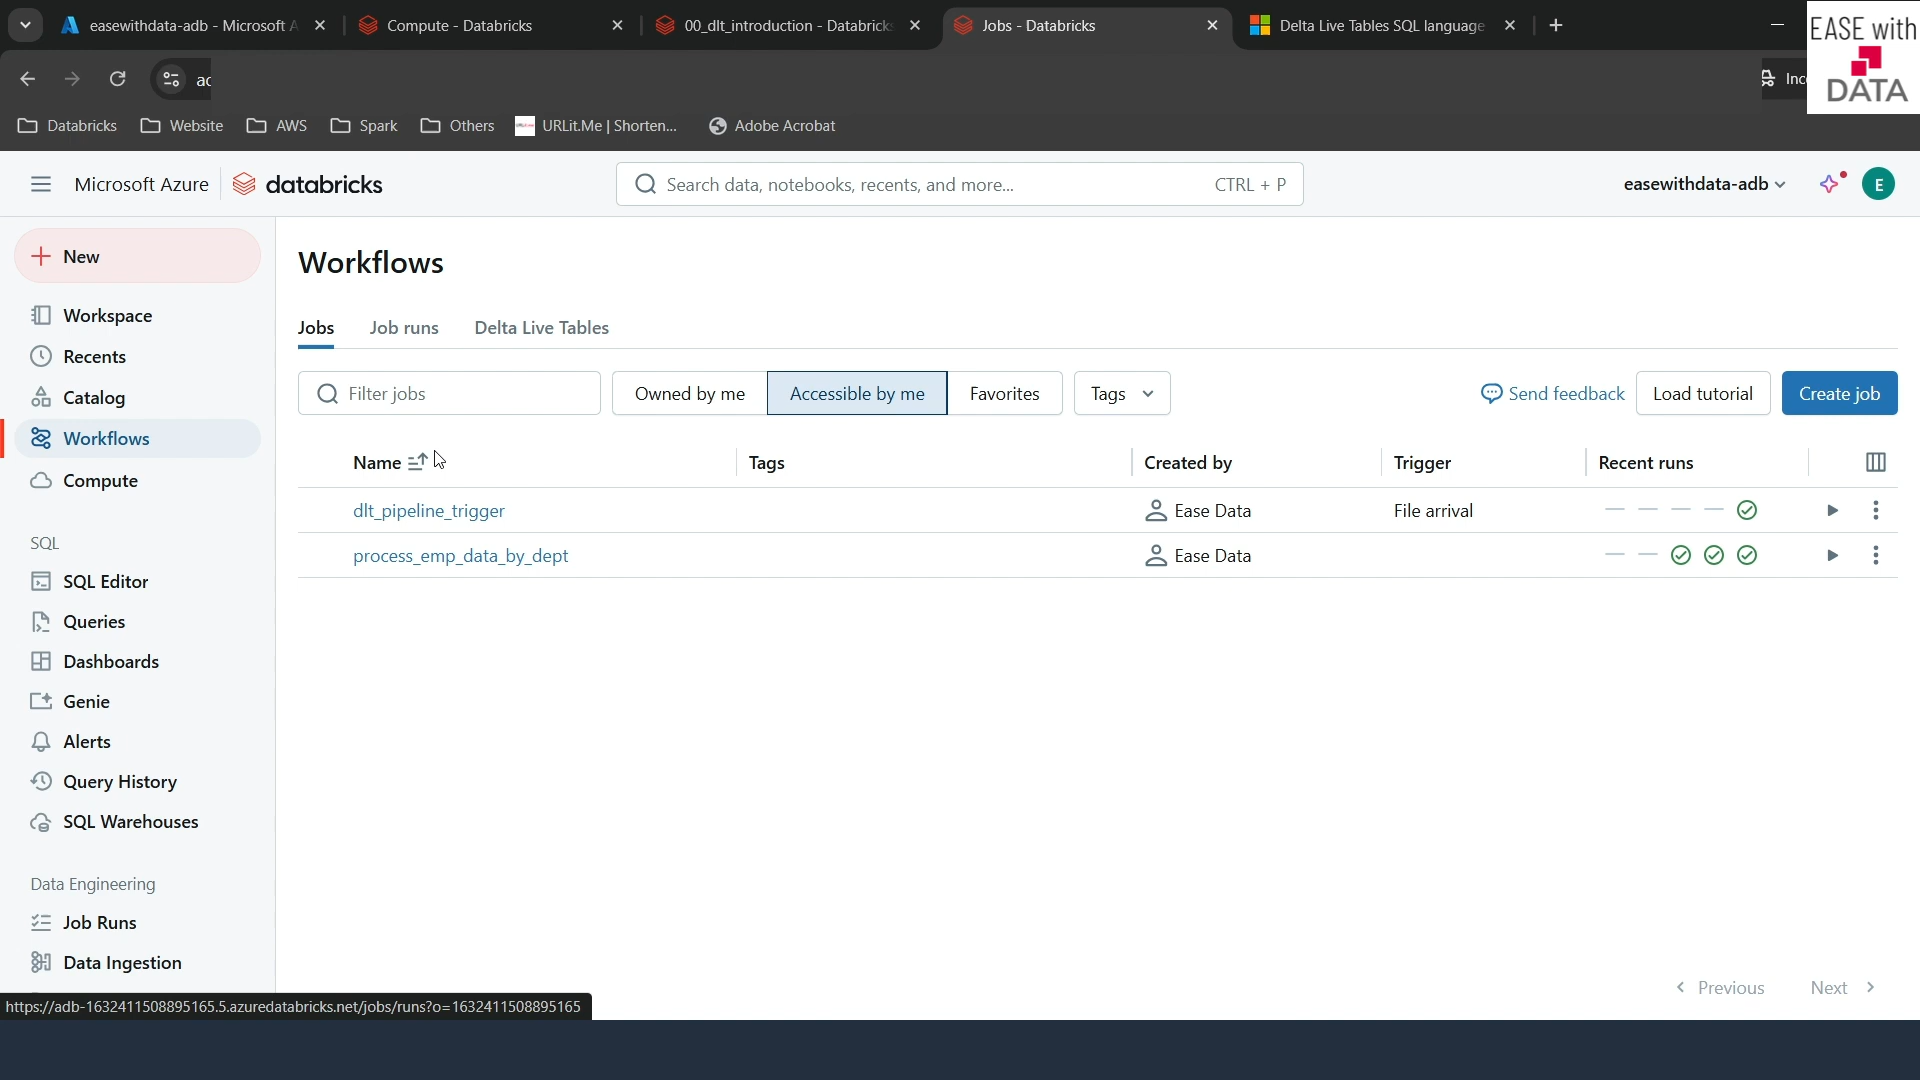 easewithdata-adb - Microsoft A
Compute - Databricks
00_dlt_introduction - Databrick
Jobs - Databricks
Delta Live Tables SQL language
EASE with
DATA
Databricks
Website
AWS
Spark
Others
URLit.Me | Shorten...
Adobe Acrobat
Microsoft Azure
databricks
Search data, notebooks, recents, and more...
CTRL + P
easewithdata-adb
E
New
Workspace
Recents
Catalog
Workflows
Compute
SQL
SQL Editor
Queries
Dashboards
Genie
Alerts
Query History
SQL Warehouses
Data Engineering
Job Runs
Data Ingestion
Workflows
Jobs
Job runs
Delta Live Tables
Filter jobs
Owned by me
Accessible by me
Favorites
Tags
Send feedback
Load tutorial
Create job
Name
Tags
Created by
Trigger
Recent runs
dlt_pipeline_trigger
Ease Data
File arrival
process_emp_data_by_dept
Ease Data
Previous
Next
https://adb-1632411508895165.5.azuredatabricks.net/jobs/runs?o=1632411508895165